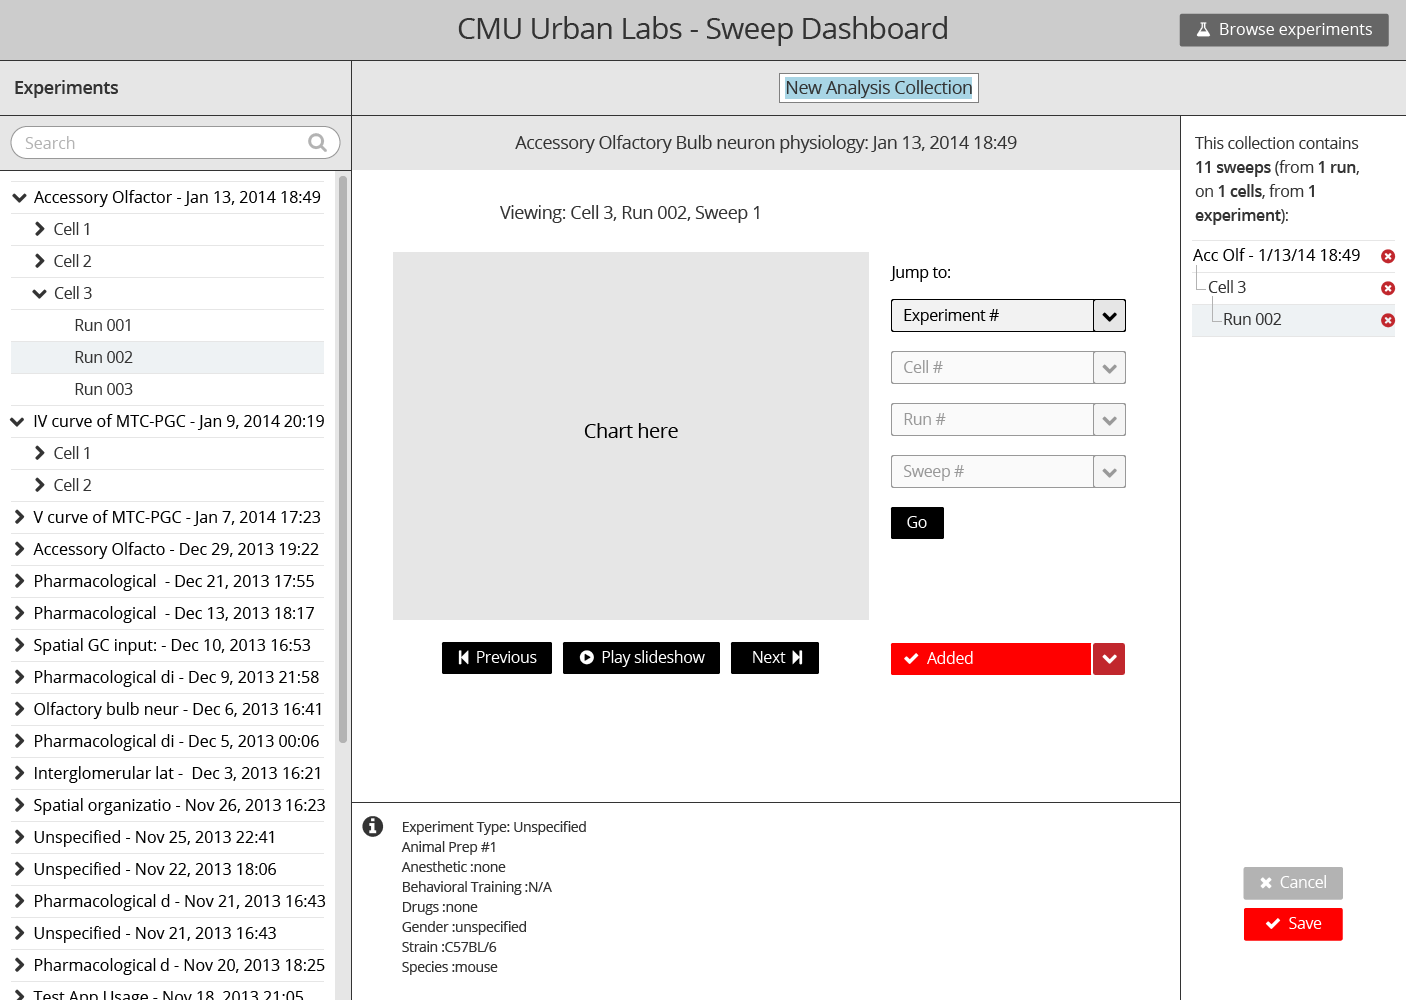 CMU Urban Labs - Sweep Dashboard
Browse experiments
Experiments
New Analysis Collection
Search
Accessory Olfactor - Jan 13, 2014 18:49
Cell 1
Cell 2
Cell 3
Run 001
Run 002
Run 003
IV curve of MTC-PGC - Jan 9, 2014 20:19
Cell 1
Cell 2
V curve of MTC-PGC - Jan 7, 2014 17:23
Accessory Olfacto - Dec 29, 2013 19:22
Pharmacological  - Dec 21, 2013 17:55
Pharmacological  - Dec 13, 2013 18:17
Spatial GC input: - Dec 10, 2013 16:53
Pharmacological di - Dec 9, 2013 21:58
Olfactory bulb neur - Dec 6, 2013 16:41
Pharmacological di - Dec 5, 2013 00:06
Interglomerular lat -  Dec 3, 2013 16:21
Spatial organizatio - Nov 26, 2013 16:23
Unspecified - Nov 25, 2013 22:41
Unspecified - Nov 22, 2013 18:06
Pharmacological d - Nov 21, 2013 16:43
Unspecified - Nov 21, 2013 16:43
Pharmacological d - Nov 20, 2013 18:25
Test App Usage - Nov 18, 2013 21:05
Accessory Olfactory Bulb neuron physiology: Jan 13, 2014 18:49
Viewing: Cell 3, Run 002, Sweep 1
Chart here
Jump to:
Experiment #
Cell #
Run #
Sweep #
Go
Previous
Play slideshow
Next
Added
Experiment Type: Unspecified
Animal Prep #1
Anesthetic :none
Behavioral Training :N/A
Drugs :none
Gender :unspecified
Strain :C57BL/6
Species :mouse
This collection contains
11 sweeps (from 1 run,
on 1 cells, from 1
experiment):
Acc Olf - 1/13/14 18:49
Cell 3
Run 002
Cancel
Save